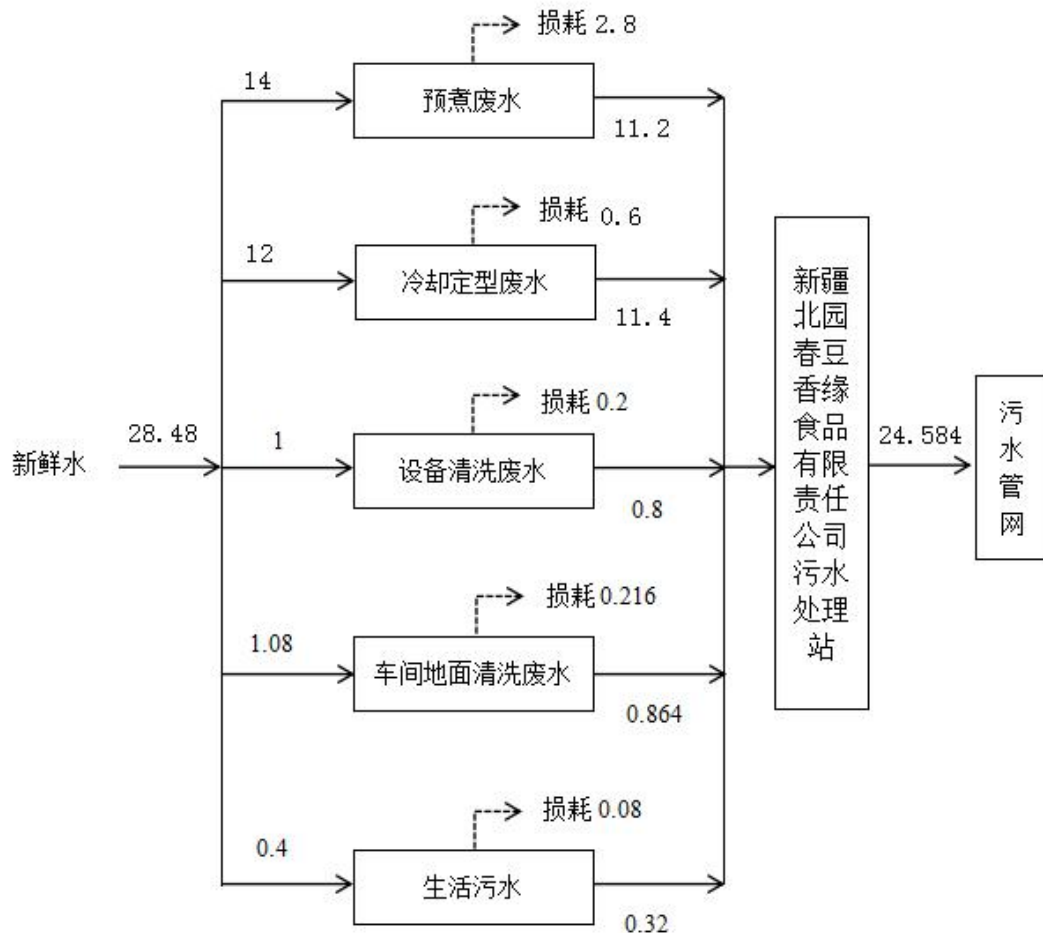 损耗 2.8
14
预煮废水
11.2
损耗 0.6
12
冷却定型废水
11.4
损耗 0.2
新鲜水
28.48
1
设备清洗废水
0.8
损耗 0.216
1.08
车间地面清洗废水
0.864
损耗 0.08
0.4
生活污水
0.32
新疆
北园
春豆
香缘
食品
有限
责任
公司
污水
处理
站
24.584
污
水
管
网